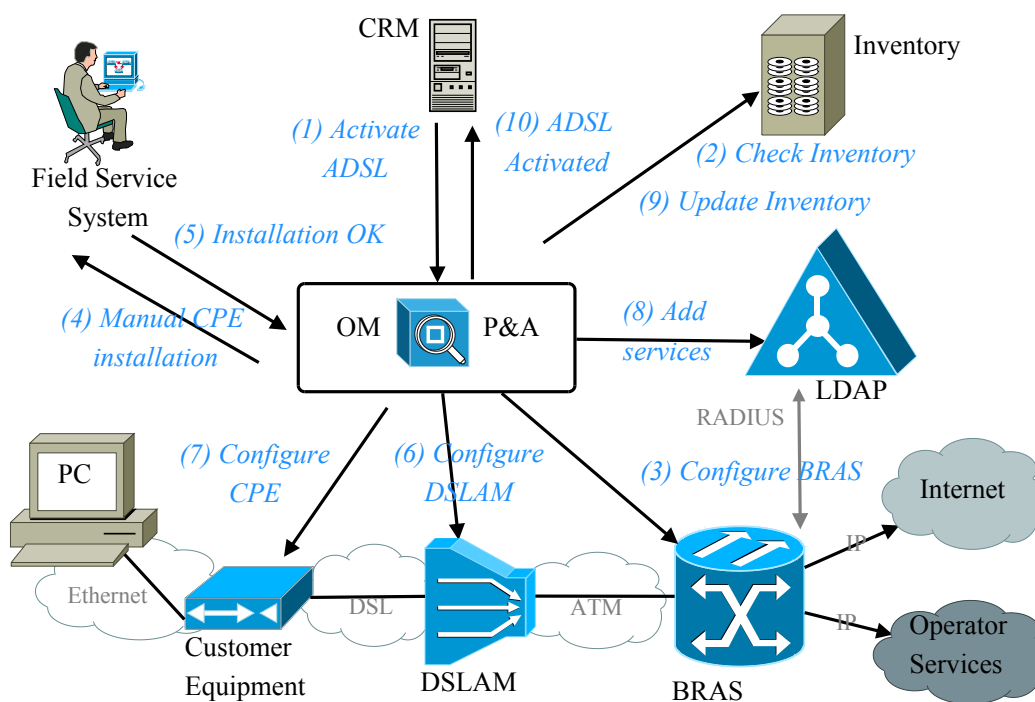 CRM
Inventory
(1) Activate
ADSL
(10) ADSL
Activated
(2) Check Inventory
Field Service
System
(9) Update Inventory
(5) Installation OK
(4) Manual CPE
installation
OM
P&A
(8) Add
services
LDAP
RADIUS
PC
(7) Configure
CPE
(6) Configure
DSLAM
(3) Configure BRAS
Internet
IP
Ethernet
DSL
ATM
IP
Operator
Services
Customer
Equipment
DSLAM
BRAS